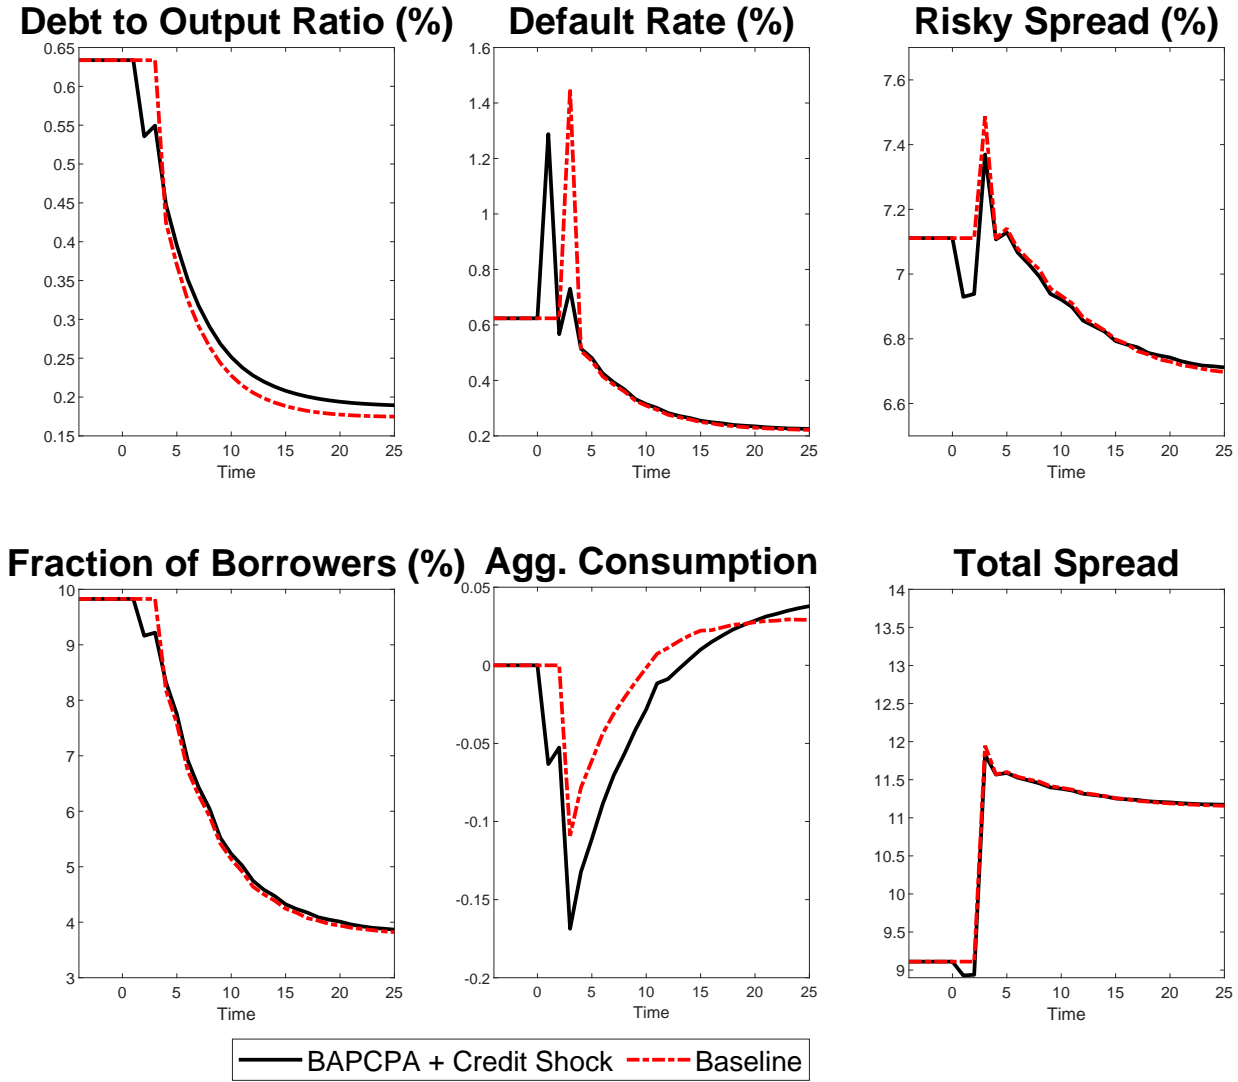 Debt to Output Ratio (%)
0.65
0.6
0.55
0.5
0.45
0.4
0.35
0.3
0.25
0.2
0.15
0 5 10 15 20 25
Time
Default Rate (%)
1.6
1.4
1.2
1
0.8
0.6
0.4
0.2
0 5 10 15 20 25
Time
Risky Spread (%)
7.6
7.4
7.2
7
6.8
6.6
0 5 10 15 20 25
Time
Fraction of Borrowers (%)
10
9
8
7
6
5
4
3
0 5 10 15 20 25
Time
Agg. Consumption
0.05
0
-0.05
-0.1
-0.15
-0.2
0 5 10 15 20 25
Time
Total Spread
14
13.5
13
12.5
12
11.5
11
10.5
10
9.5
9
0 5 10 15 20 25
Time
BAPCPA + Credit Shock Baseline